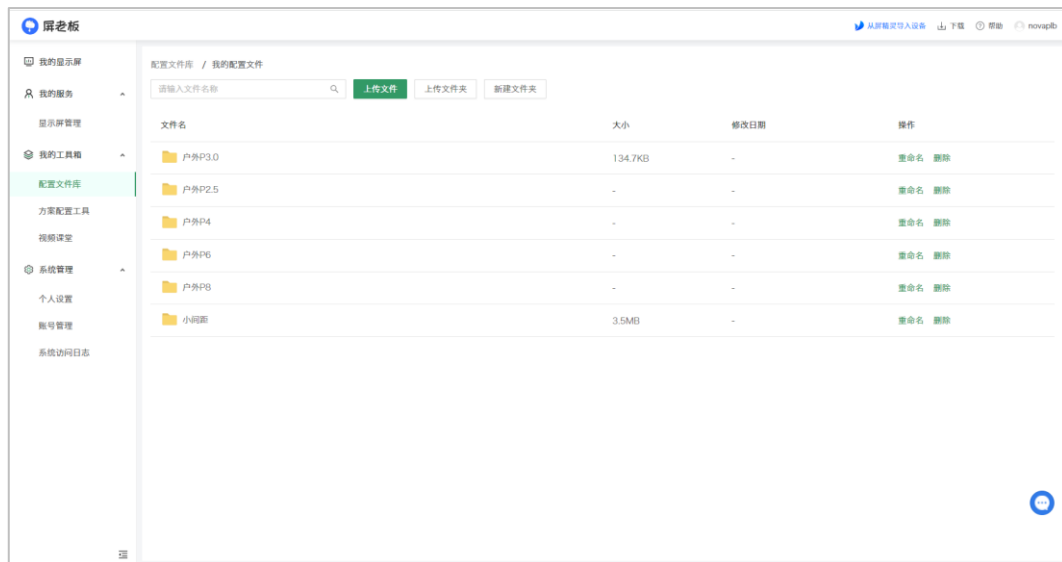 屏老板
从屏精灵导入设备 下载 帮助 novaplb
我的显示屏
我的服务
显示屏管理
我的工具箱
配置文件库
方案配置工具
视频课堂
系统管理
个人设置
账号管理
系统访问日志
配置文件库 / 我的配置文件
请输入文件名称 上传文件 上传文件夹 新建文件夹
文件名 大小 修改日期 操作
户外P3.0 134.7KB - 重命名 删除
户外P2.5 - - 重命名 删除
户外P4 - - 重命名 删除
户外P6 - - 重命名 删除
户外P8 - - 重命名 删除
小间距 3.5MB - 重命名 删除